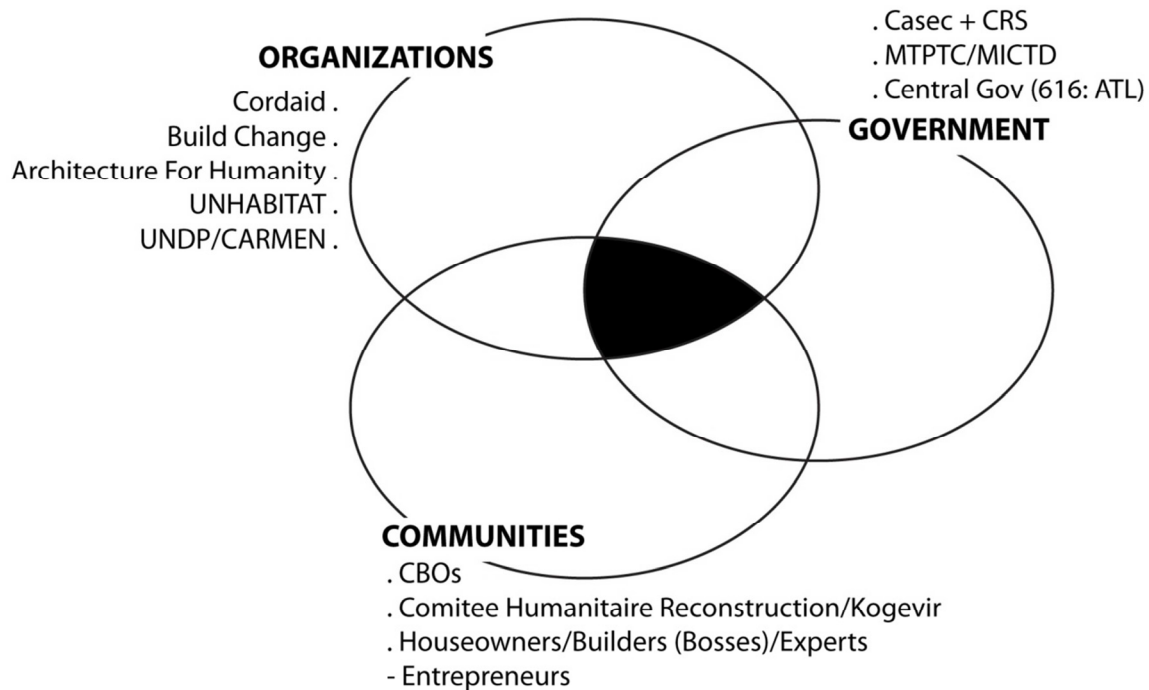 ORGANIZATIONS
Cordaid .
Build Change .
Architecture For Humanity .
UNHABITAT .
UNDP/CARMEN .
. Casec + CRS
. MTPTC/MICTD
. Central Gov (616: ATL)
GOVERNMENT
COMMUNITIES
. CBOs
. Comitee Humanitaire Reconstruction/Kogevir
. Houseowners/Builders (Bosses)/Experts
- Entrepreneurs